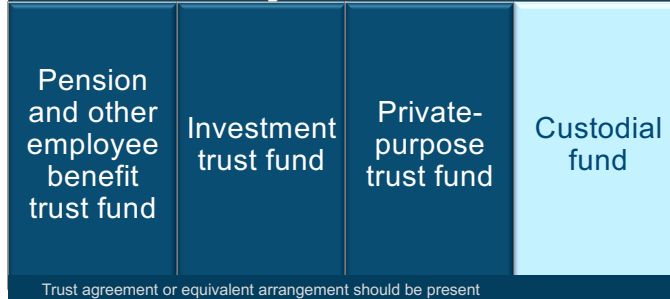 Pension
and other
employee
benefit
trust fund
Investment
trust fund
Private-
purpose
trust fund
Custodial
fund
Trust agreement or equivalent arrangement should be present